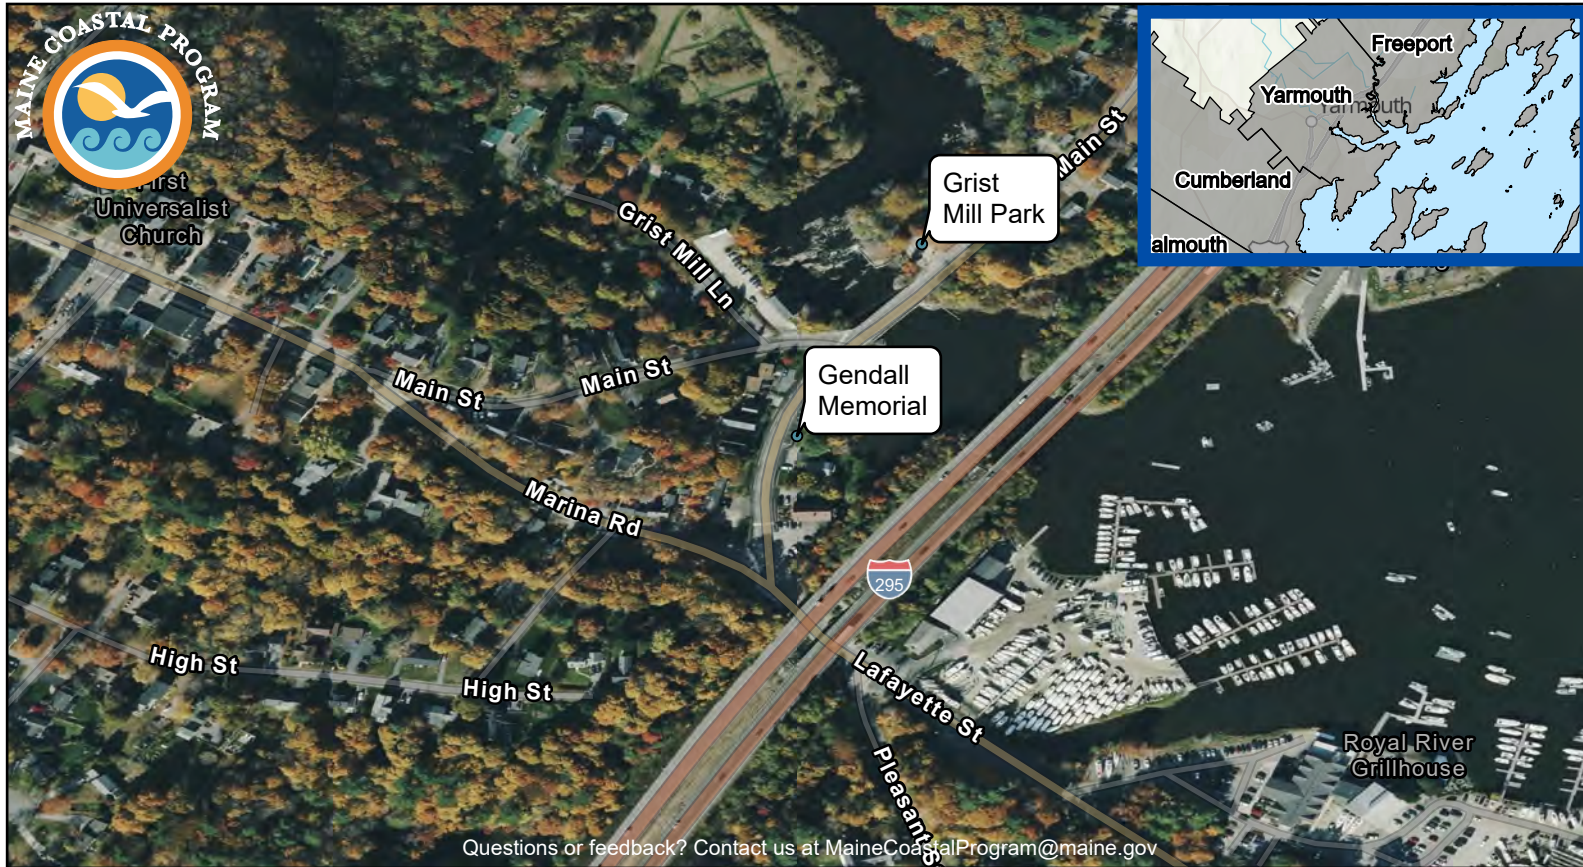 MAINE COASTAL PROGRAM
First
Universalist
Church
Grist Mill Ln
Main St
Grist
Mill Park
Main St
Main St
Gendall
Memorial
Marina Rd
295
High St
High St
Lafayette St
Pleasant S
Royal River
Grillhouse
Freeport
Yarmouth
Yarmouth
Cumberland
almouth
Questions or feedback? Contact us at MaineCoastalProgram@maine.gov